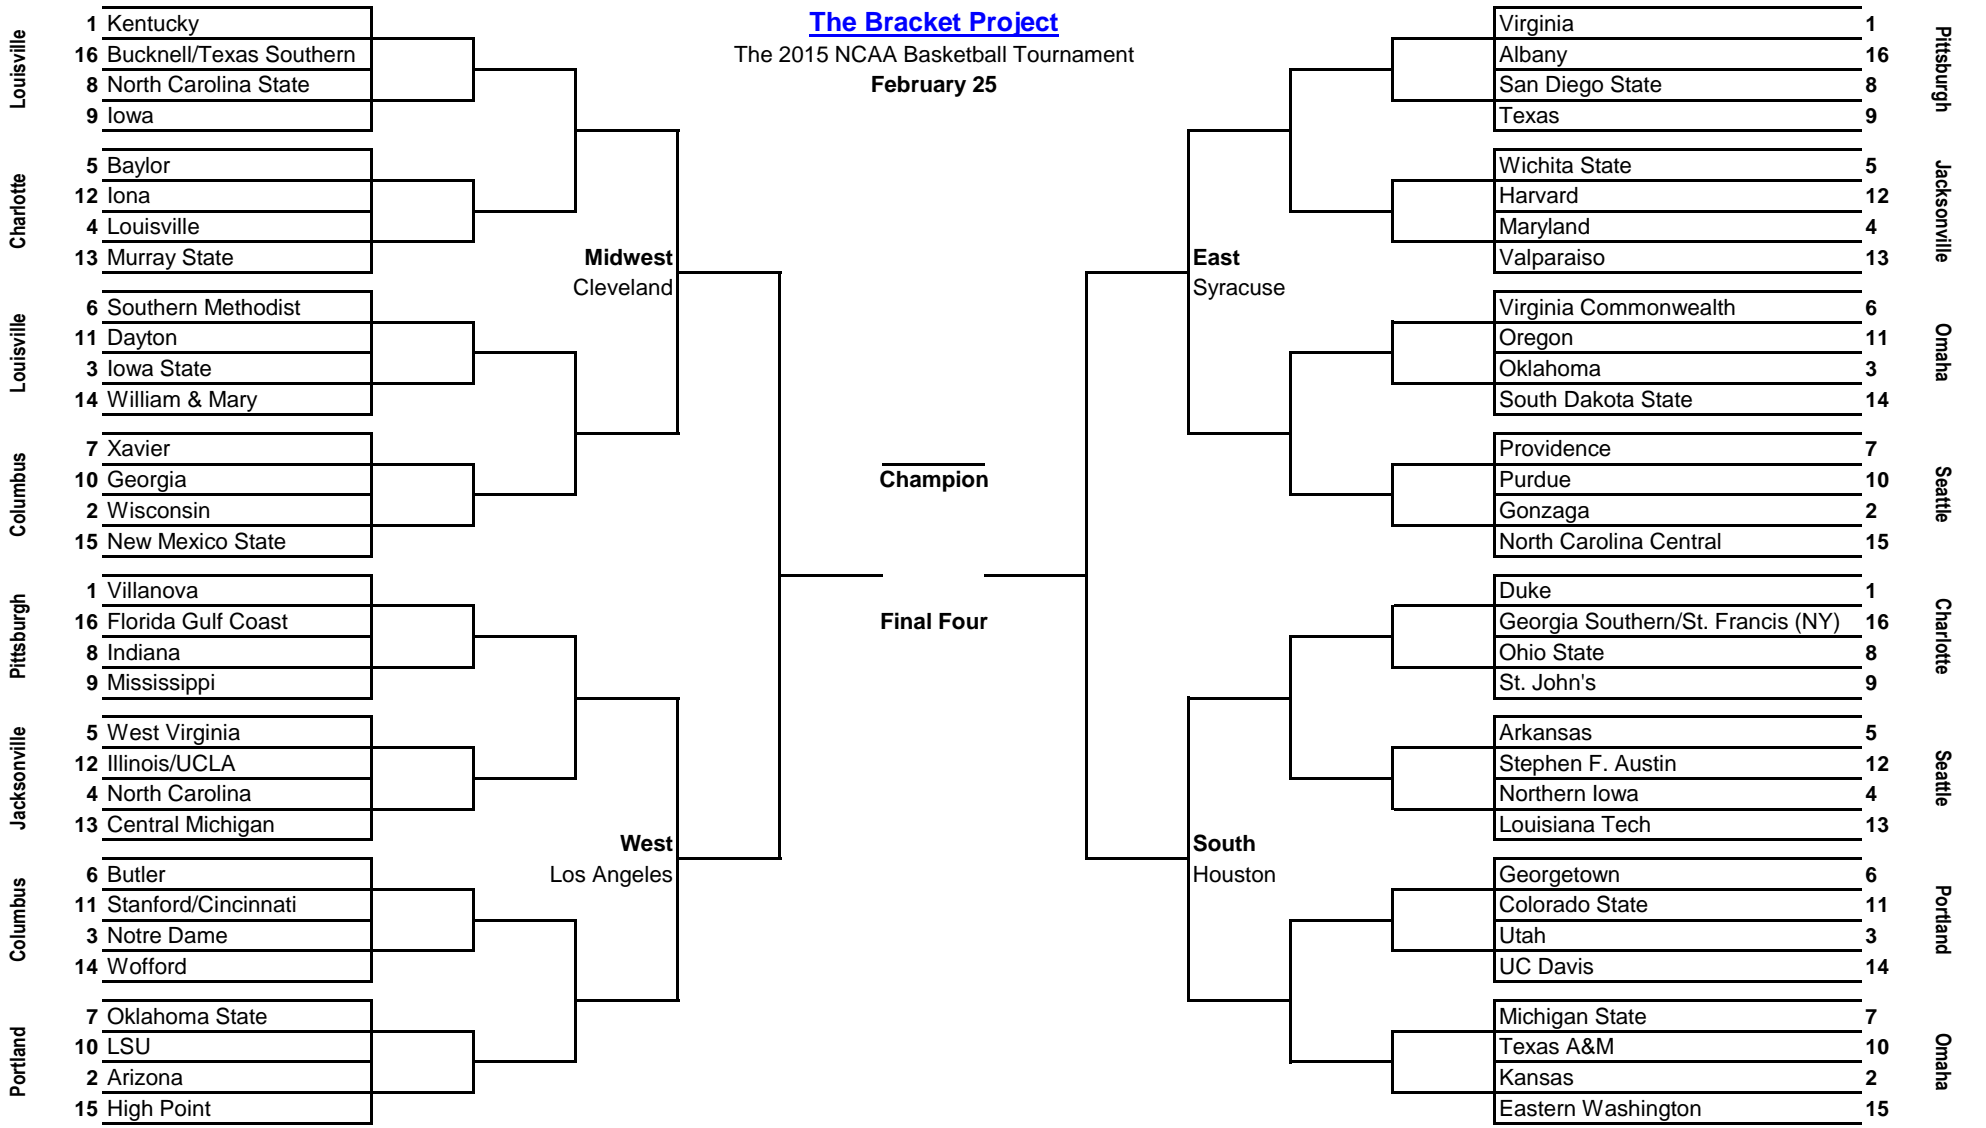 The Bracket Project
The 2015 NCAA Basketball Tournament
February 25
Louisville
1 Kentucky
16 Bucknell/Texas Southern
8 North Carolina State
9 Iowa
Charlotte
5 Baylor
12 Iona
4 Louisville
13 Murray State
Midwest
Cleveland
Louisville
6 Southern Methodist
11 Dayton
3 Iowa State
14 William & Mary
Columbus
7 Xavier
10 Georgia
2 Wisconsin
15 New Mexico State
Pittsburgh
1 Villanova
16 Florida Gulf Coast
8 Indiana
9 Mississippi
Jacksonville
5 West Virginia
12 Illinois/UCLA
4 North Carolina
13 Central Michigan
West
Los Angeles
Columbus
6 Butler
11 Stanford/Cincinnati
3 Notre Dame
14 Wofford
Portland
7 Oklahoma State
10 LSU
2 Arizona
15 High Point
Champion
Final Four
Virginia 1
Albany 16
San Diego State 8
Texas 9
Pittsburgh
Wichita State 5
Harvard 12
Maryland 4
Valparaiso 13
Jacksonville
East
Syracuse
Virginia Commonwealth 6
Oregon 11
Oklahoma 3
South Dakota State 14
Omaha
Providence 7
Purdue 10
Gonzaga 2
North Carolina Central 15
Seattle
Duke 1
Georgia Southern/St. Francis (NY) 16
Ohio State 8
St. John's 9
Charlotte
Arkansas 5
Stephen F. Austin 12
Northern Iowa 4
Louisiana Tech 13
Seattle
South
Houston
Georgetown 6
Colorado State 11
Utah 3
UC Davis 14
Portland
Michigan State 7
Texas A&M 10
Kansas 2
Eastern Washington 15
Omaha